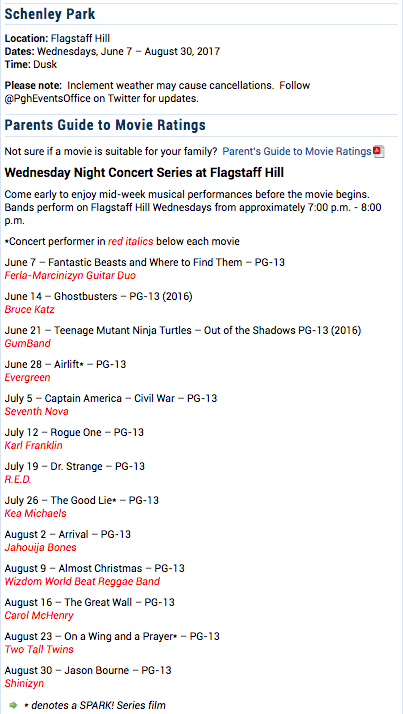 Schenley Park
Location: Flagstaff Hill
Dates: Wednesdays, June 7 – August 30, 2017
Time: Dusk
Please note:  Inclement weather may cause cancellations.  Follow
@PghEventsOffice on Twitter for updates.
Parents Guide to Movie Ratings
Not sure if a movie is suitable for your family?  Parent's Guide to Movie Ratings
Wednesday Night Concert Series at Flagstaff Hill
Come early to enjoy mid-week musical performances before the movie begins.
Bands perform on Flagstaff Hill Wednesdays from approximately 7:00 p.m. - 8:00
p.m.
*Concert performer in red italics below each movie
June 7 – Fantastic Beasts and Where to Find Them – PG-13
Ferla-Marcinizyn Guitar Duo
June 14 – Ghostbusters – PG-13 (2016)
Bruce Katz
June 21 – Teenage Mutant Ninja Turtles – Out of the Shadows PG-13 (2016)
GumBand
June 28 – Airlift* – PG-13
Evergreen
July 5 – Captain America – Civil War – PG-13
Seventh Nova
July 12 – Rogue One – PG-13
Karl Franklin
July 19 – Dr. Strange – PG-13
R.E.D.
July 26 – The Good Lie* – PG-13
Kea Michaels
August 2 – Arrival – PG-13
Jahouija Bones
August 9 – Almost Christmas – PG-13
Wizdom World Beat Reggae Band
August 16 – The Great Wall – PG-13
Carol McHenry
August 23 – On a Wing and a Prayer* – PG-13
Two Tall Twins
August 30 – Jason Bourne – PG-13
Shinizyn
* denotes a SPARK! Series film